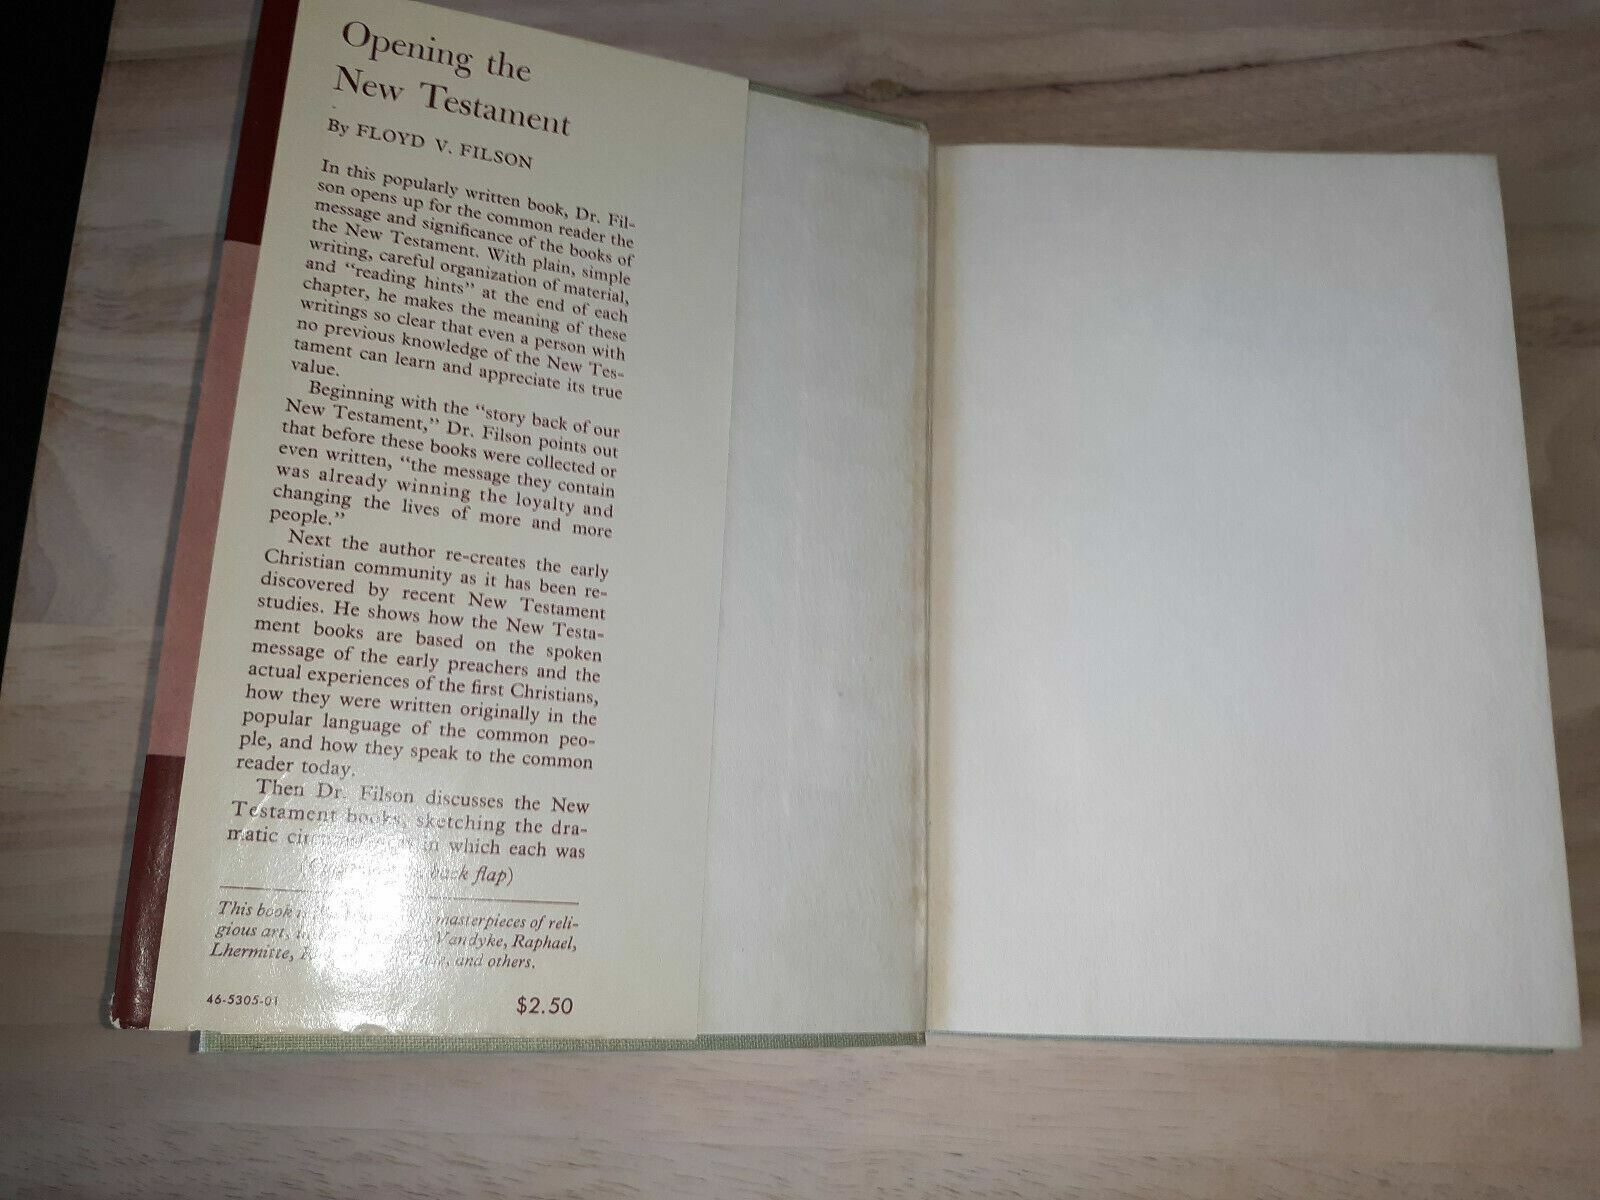 Opening the
New Testament
By FLOYD V. FILSON
In this popularly written book, Dr. Fil-
son opens up for the common reader the
message and significance of the books of
the New Testament. With plain, simple
writing, careful organization of material,
and "reading hints" at the end of each
chapter, he makes the meaning of these
writings so clear that even a person with
no previous knowledge of the New Tes-
tament can learn and appreciate its true
value.
Beginning with the "story back of our
New Testament," Dr. Filson points out
that before these books were collected or
even written, "the message they contain
was already winning the loyalty and
changing the lives of more and more
people."
Next the author re-creates the early
Christian community as it has been re-
discovered by recent New Testament
studies. He shows how the New Testa-
ment books are based on the spoken
message of the early preachers and the
actual experiences of the first Christians,
how they were written originally in the
popular language of the common peo-
ple, and how they speak to the common
reader today.
Then Dr. Filson discusses the New
Testament books, sketching the dra-
matic in which each was
back flap)
This book masterpieces of reli-
gious art, Vandyke, Raphael,
Lhermitte, and others.
46-5305-01 $2.50